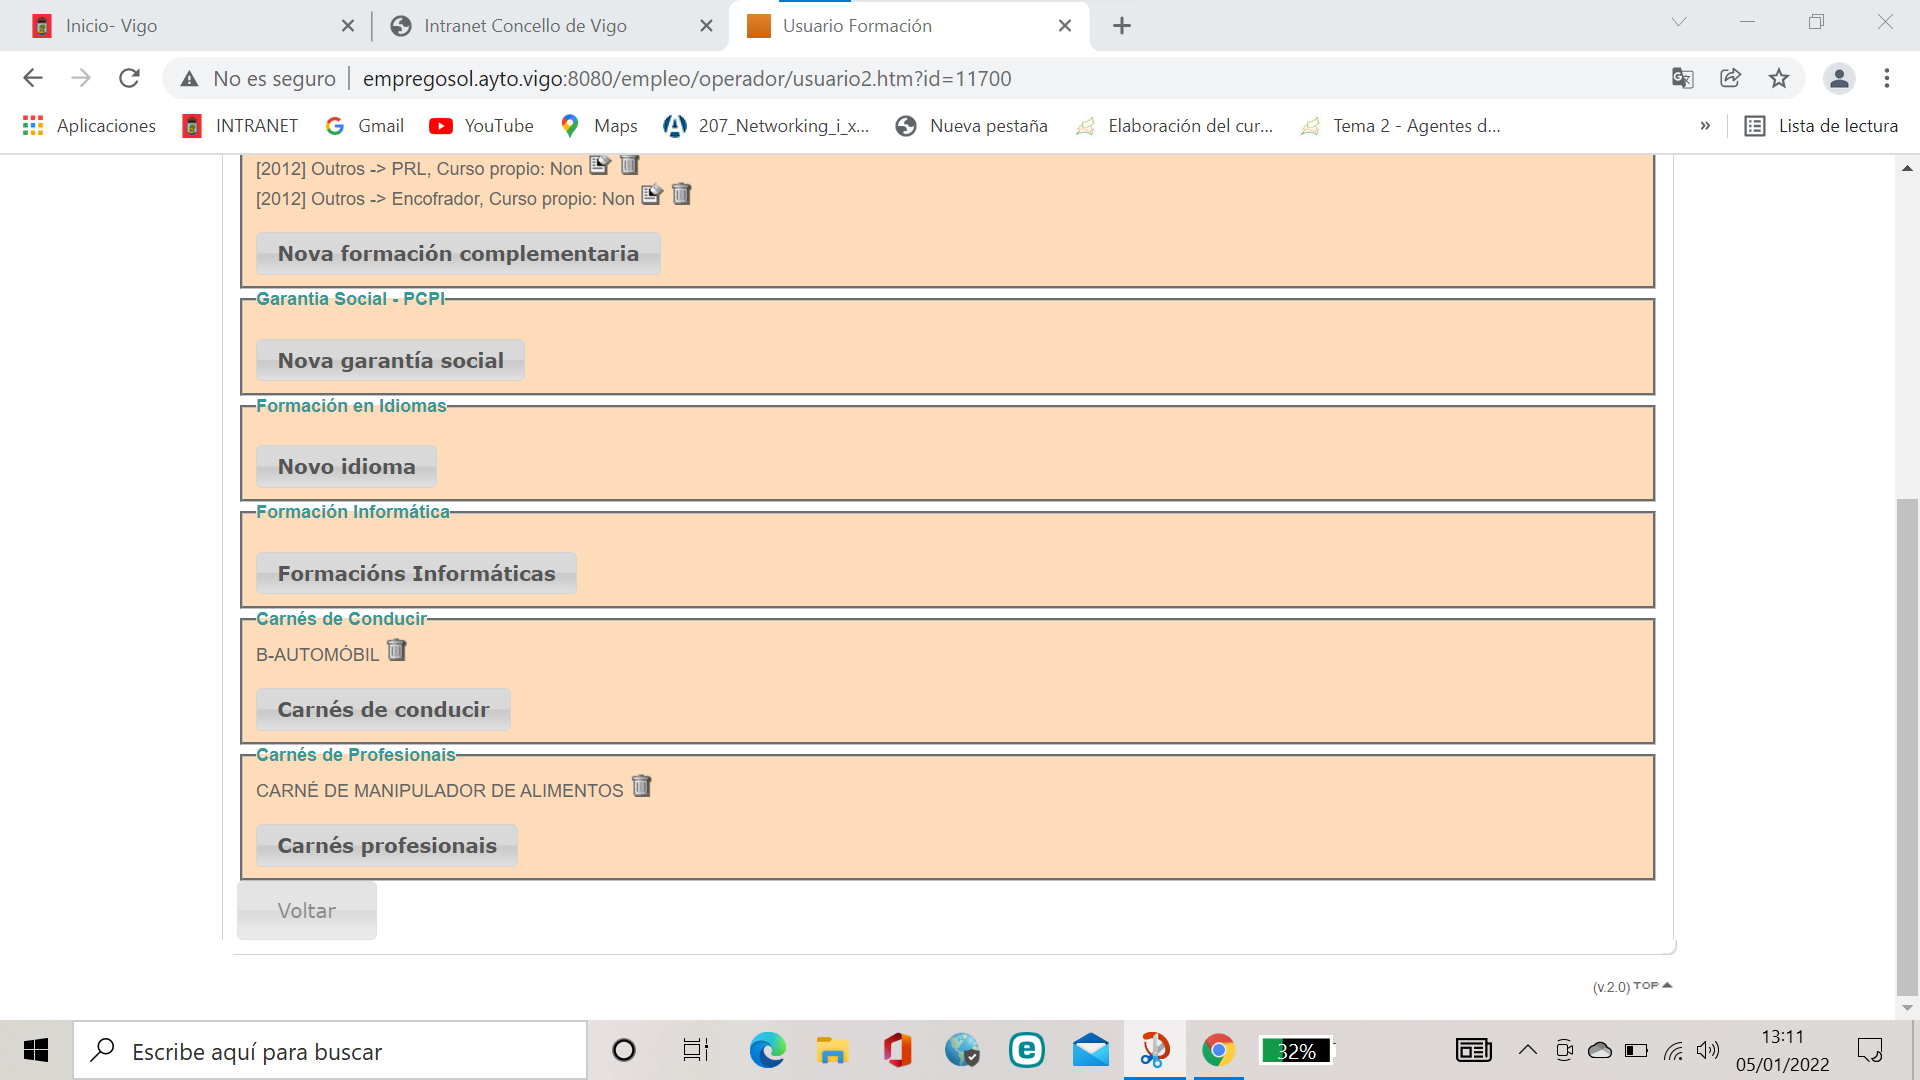 Inicio- Vigo
Intranet Concello de Vigo
Usuario Formación
No es seguro
empregosol.ayto.vigo:8080/empleo/operador/usuario2.htm?id=11700
Aplicaciones
INTRANET
Gmail
YouTube
Maps
207_Networking_i_x...
Nueva pestaña
Elaboración del cur...
Tema 2 - Agentes d...
»
Lista de lectura
[2012] Outros -> PRL, Curso propio: Non
[2012] Outros -> Encofrador, Curso propio: Non
Nova formación complementaria
Garantia Social - PCPI
Nova garantía social
Formación en Idiomas
Novo idioma
Formación Informática
Formacións Informáticas
Carnés de Conducir
B-AUTOMÓBIL
Carnés de conducir
Carnés de Profesionais
CARNÉ DE MANIPULADOR DE ALIMENTOS
Carnés profesionais
Voltar
(v.2.0) TOP
Escribe aquí para buscar
32%
13:11
05/01/2022